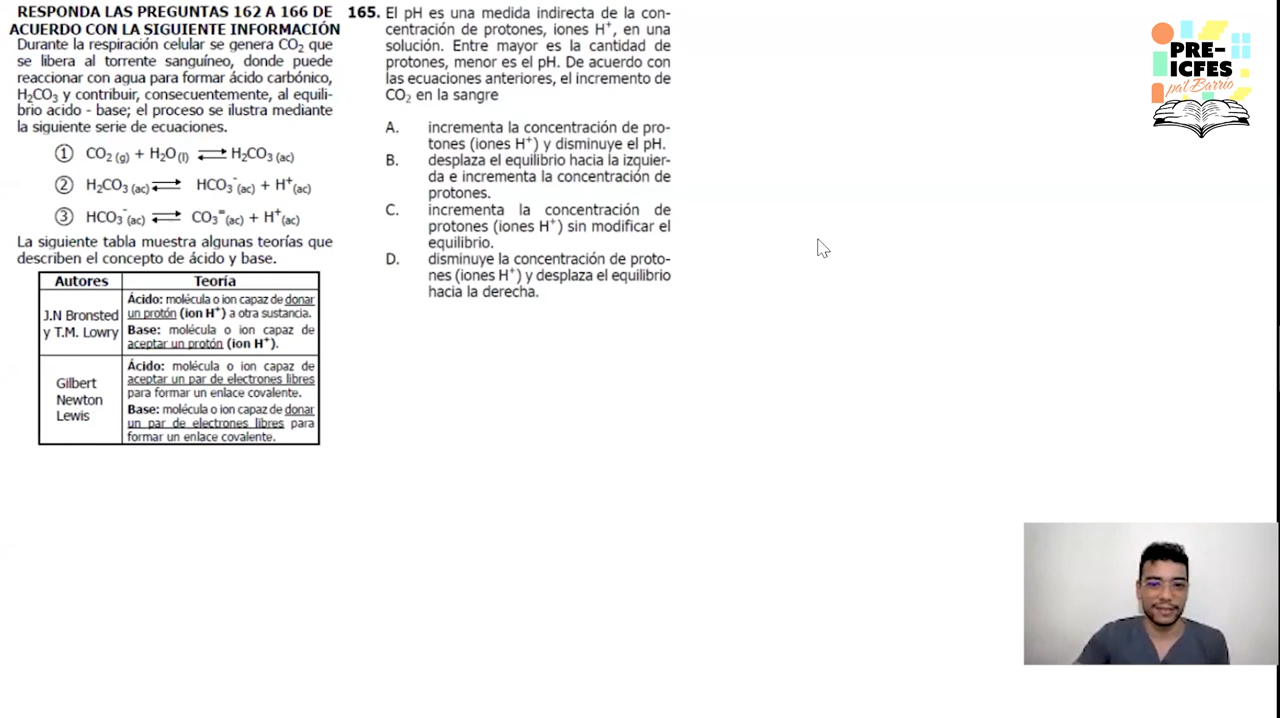 RESPONDA LAS PREGUNTAS 162 A 166 DE
ACUERDO CON LA SIGUIENTE INFORMACIÓN
Durante la respiración celular se genera CO₂ que
se libera al torrente sanguíneo, donde puede
reaccionar con agua para formar ácido carbónico,
H₂CO₃ y contribuir, consecuentemente, al equili-
brio acido - base; el proceso se ilustra mediante
la siguiente serie de ecuaciones.
① CO₂ (g) + H₂O (l) ⇌ H₂CO₃ (ac)
② H₂CO₃ (ac) ⇌ HCO₃⁻ (ac) + H⁺ (ac)
③ HCO₃⁻ (ac) ⇌ CO₃⁼ (ac) + H⁺ (ac)
La siguiente tabla muestra algunas teorías que
describen el concepto de ácido y base.
Autores Teoría
J.N Bronsted
y T.M. Lowry
Ácido: molécula o ion capaz de donar
un protón (ion H⁺) a otra sustancia.
Base: molécula o ion capaz de
aceptar un protón (ion H⁺).
Gilbert
Newton
Lewis
Ácido: molécula o ion capaz de
aceptar un par de electrones libres
para formar un enlace covalente.
Base: molécula o ion capaz de donar
un par de electrones libres para
formar un enlace covalente.
165. El pH es una medida indirecta de la con-
centración de protones, iones H⁺, en una
solución. Entre mayor es la cantidad de
protones, menor es el pH. De acuerdo con
las ecuaciones anteriores, el incremento de
CO₂ en la sangre
A. incrementa la concentración de pro-
tones (iones H⁺) y disminuye el pH.
B. desplaza el equilibrio hacia la izquier-
da e incrementa la concentración de
protones.
C. incrementa la concentración de
protones (iones H⁺) sin modificar el
equilibrio.
D. disminuye la concentración de proto-
nes (iones H⁺) y desplaza el equilibrio
hacia la derecha.
PRE-
ICFES
pa'l Barrio